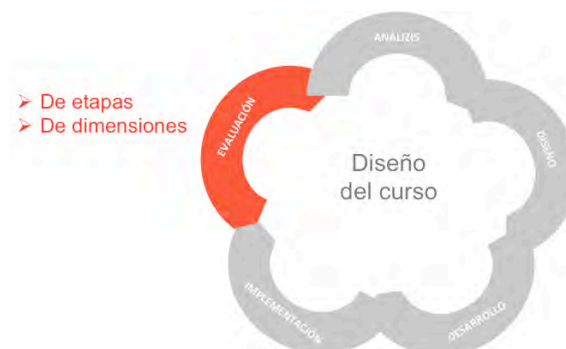 ANÁLIZIS
➢ De etapas
➢ De dimensiones
EVALUACIÓN
DISEÑO
Diseño
del curso
IMPLEMENTACIÓN
DESARROLLO